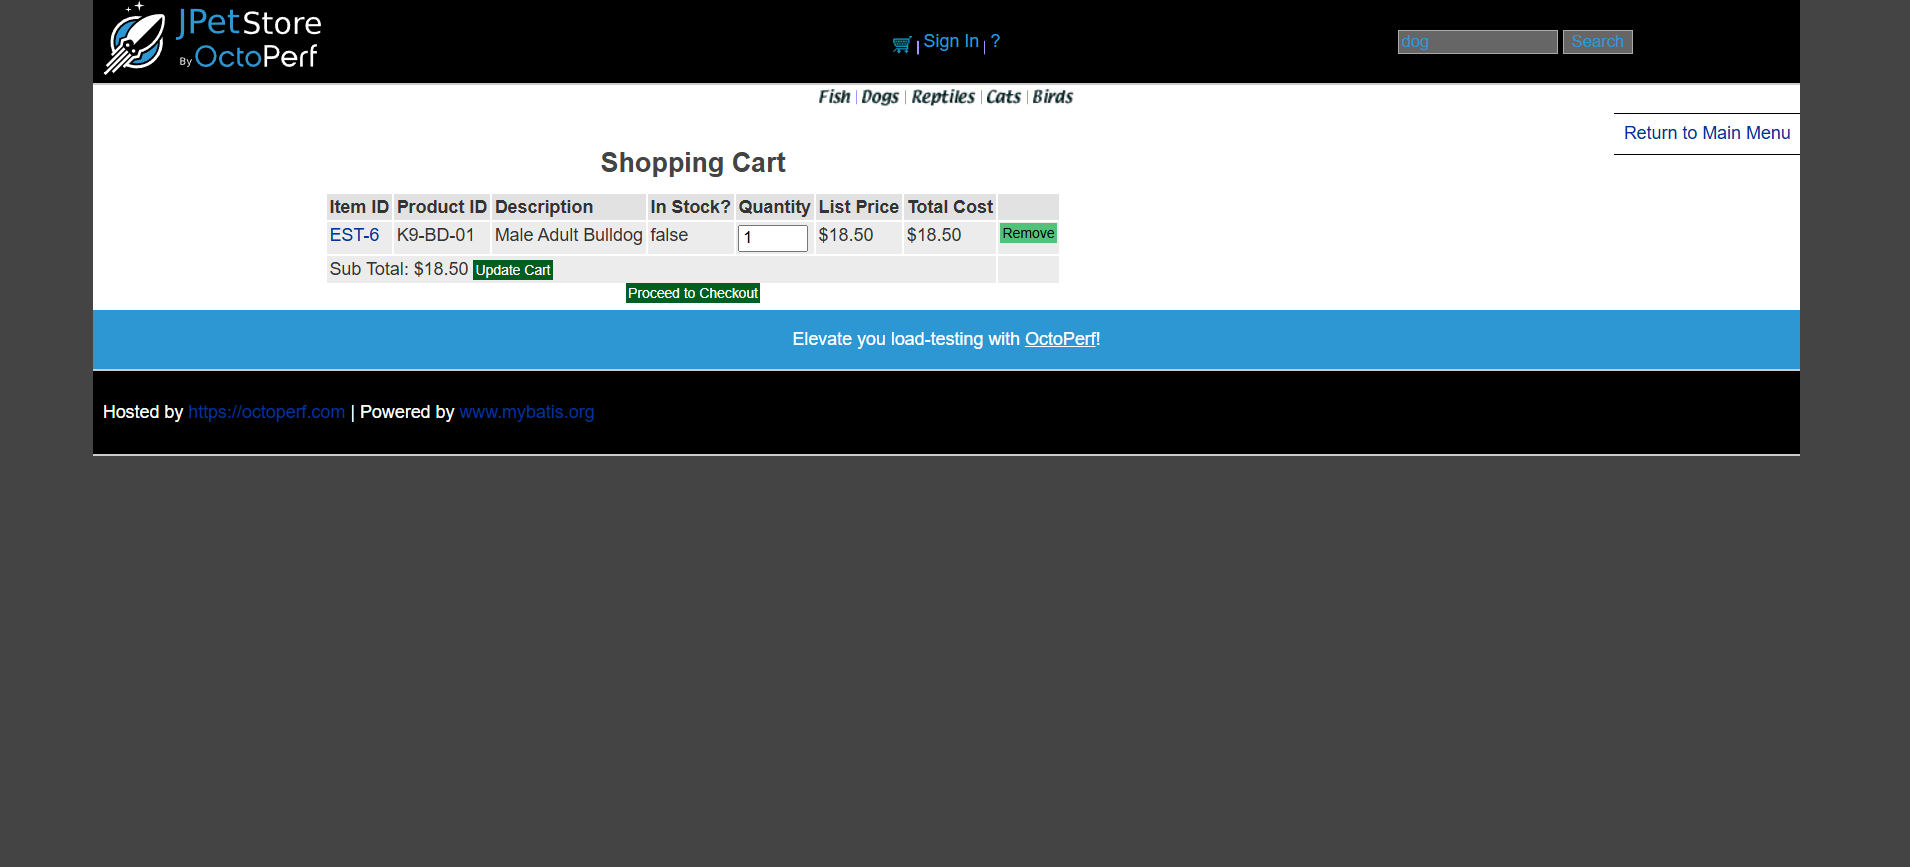 JPetStore
By OctoPerf
Sign In | ?
dog Search
Fish | Dogs | Reptiles | Cats | Birds
Return to Main Menu
Shopping Cart
Item ID Product ID Description In Stock? Quantity List Price Total Cost
EST-6 K9-BD-01 Male Adult Bulldog false 1 $18.50 $18.50 Remove
Sub Total: $18.50 Update Cart
Proceed to Checkout
Elevate you load-testing with OctoPerf!
Hosted by https://octoperf.com | Powered by www.mybatis.org